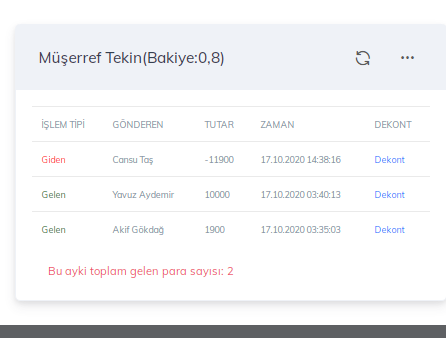 Müşerref Tekin(Bakiye:0,8)
İŞLEM TİPİ GÖNDEREN TUTAR ZAMAN DEKONT
Giden Cansu Taş -11900 17.10.2020 14:38:16 Dekont
Gelen Yavuz Aydemir 10000 17.10.2020 03:40:13 Dekont
Gelen Akif Gökdağ 1900 17.10.2020 03:35:03 Dekont
Bu ayki toplam gelen para sayısı: 2